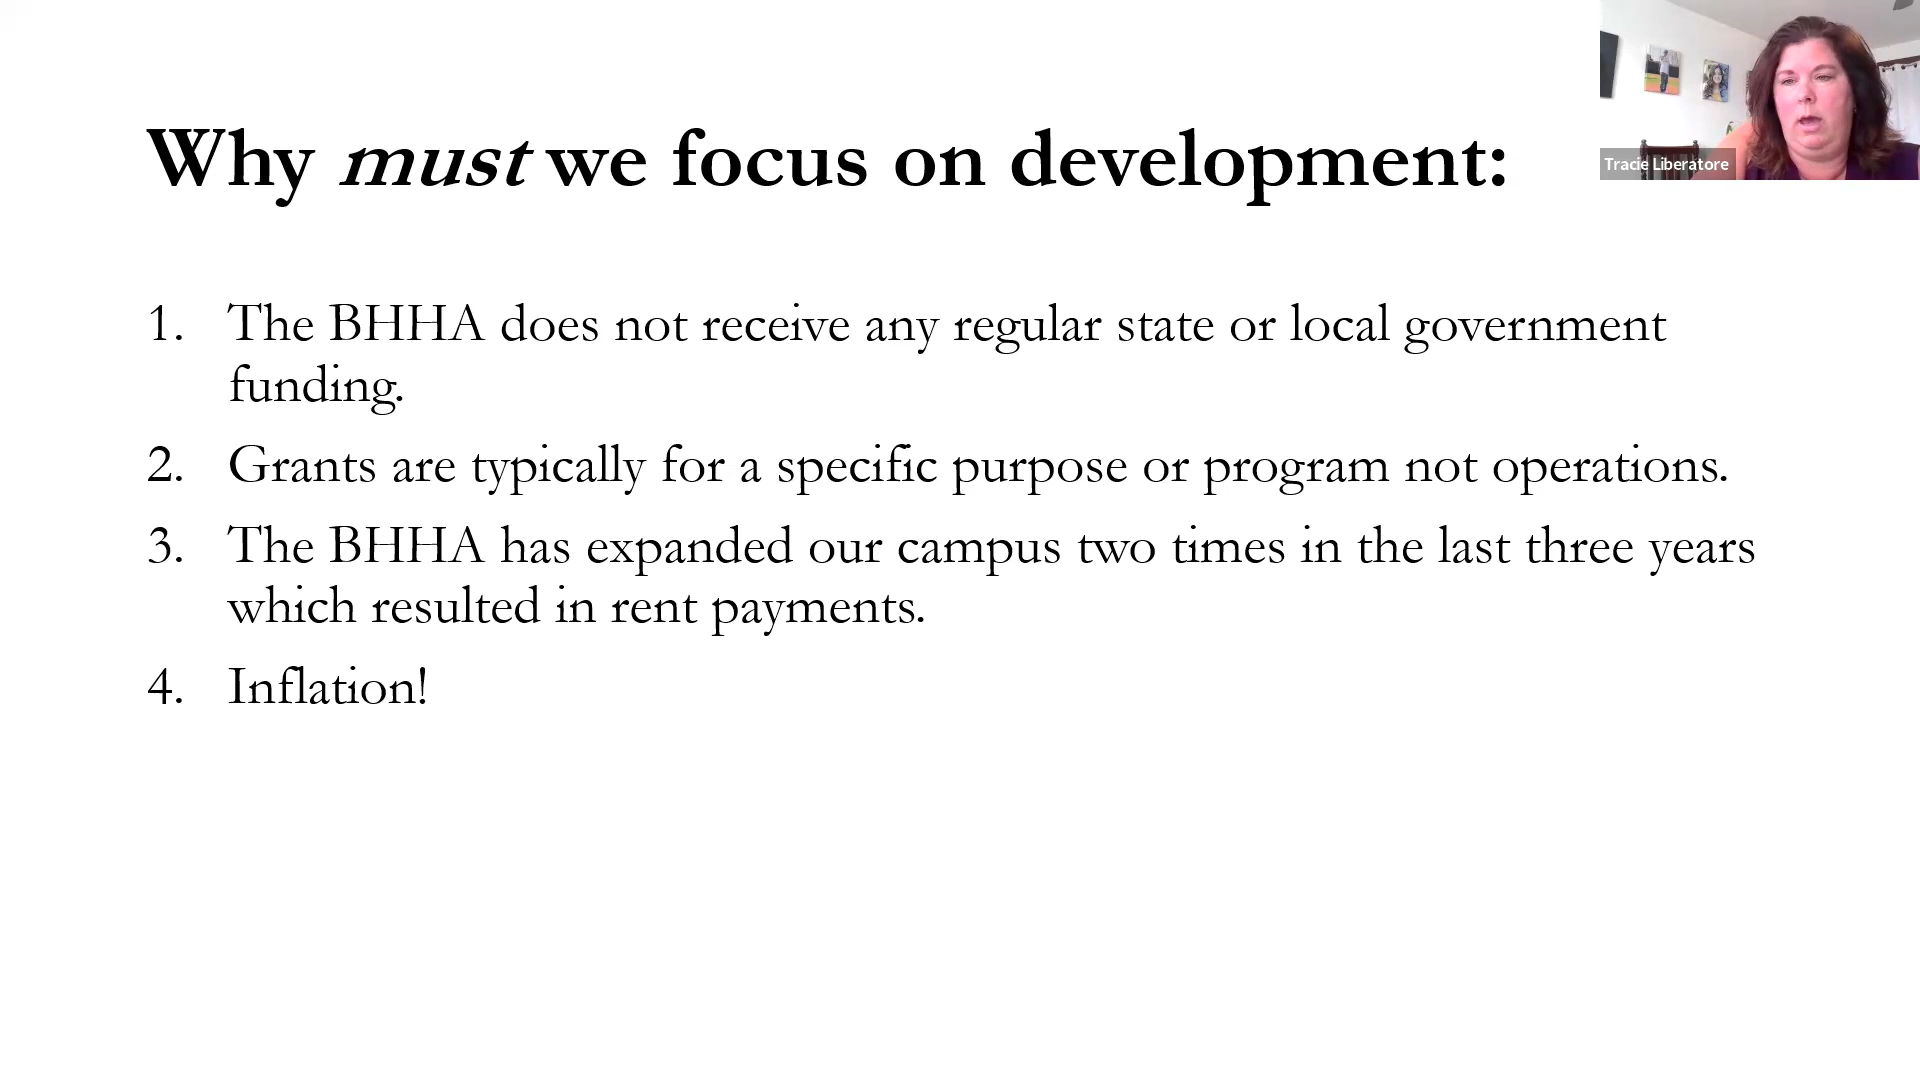 Why must we focus on development:
Tracie Liberatore
1. The BHHA does not receive any regular state or local government
funding.
2. Grants are typically for a specific purpose or program not operations.
3. The BHHA has expanded our campus two times in the last three years
which resulted in rent payments.
4. Inflation!